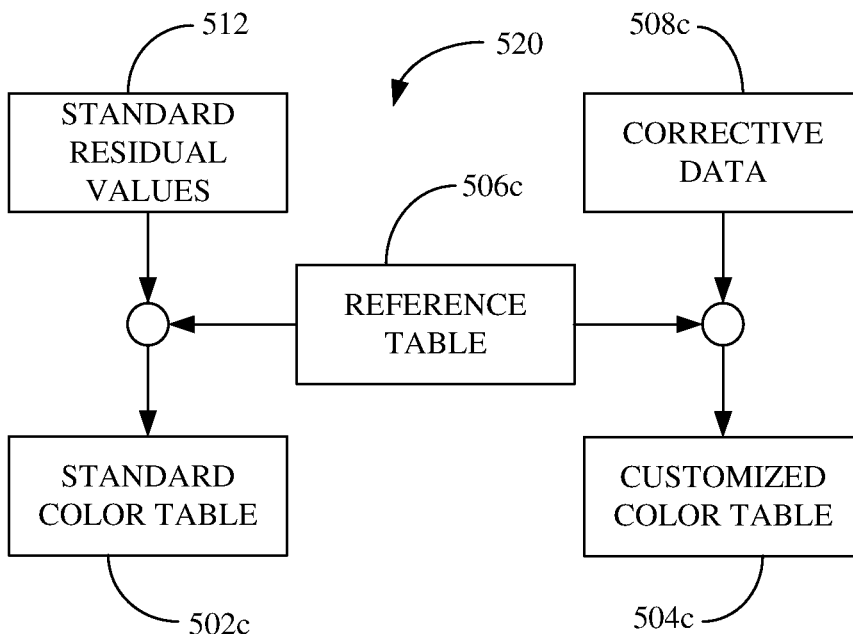 512
520
508c
STANDARD
RESIDUAL
VALUES
CORRECTIVE
DATA
506c
REFERENCE
TABLE
STANDARD
COLOR TABLE
CUSTOMIZED
COLOR TABLE
502c
504c